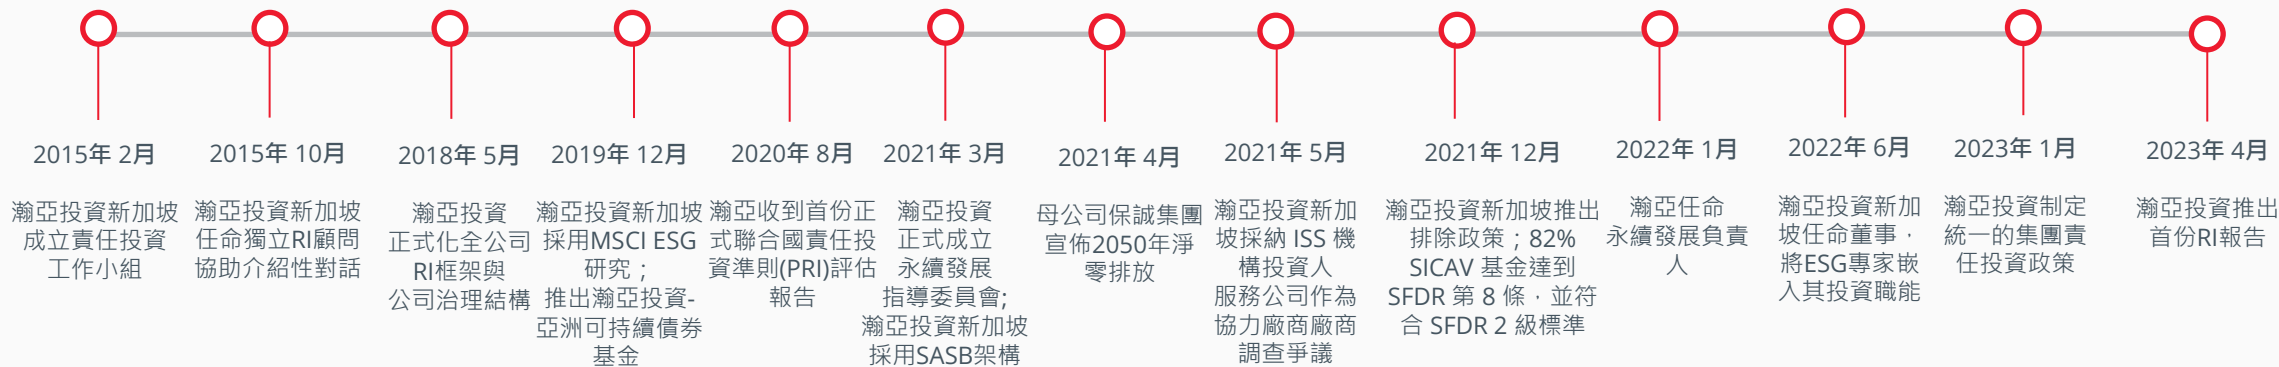 2015年 2月
瀚亞投資新加坡
成立責任投資
工作小組
2015年 10月
瀚亞投資新加坡
任命獨立RI顧問
協助介紹性對話
2018年 5月
瀚亞投資
正式化全公司
RI框架與
公司治理結構
2019年 12月
瀚亞投資新加坡
採用MSCI ESG
研究；
推出瀚亞投資-
亞洲可持續債券
基金
2020年 8月
瀚亞收到首份正
式聯合國責任投
資準則(PRI)評估
報告
2021年 3月
瀚亞投資
正式成立
永續發展
指導委員會;
瀚亞投資新加坡
採用SASB架構
2021年 4月
母公司保誠集團
宣佈2050年淨
零排放
2021年 5月
瀚亞投資新加
坡採納 ISS 機
構投資人
服務公司作為
協力廠商廠商
調查爭議
2021年 12月
瀚亞投資新加坡推出
排除政策；82%
SICAV 基金達到
SFDR 第 8 條，並符
合 SFDR 2 級標準
2022年 1月
瀚亞任命
永續發展負責
人
2022年 6月
瀚亞投資新加
坡任命董事，
將ESG專家嵌
入其投資職能
2023年 1月
瀚亞投資制定
統一的集團責
任投資政策
2023年 4月
瀚亞投資推出
首份RI報告